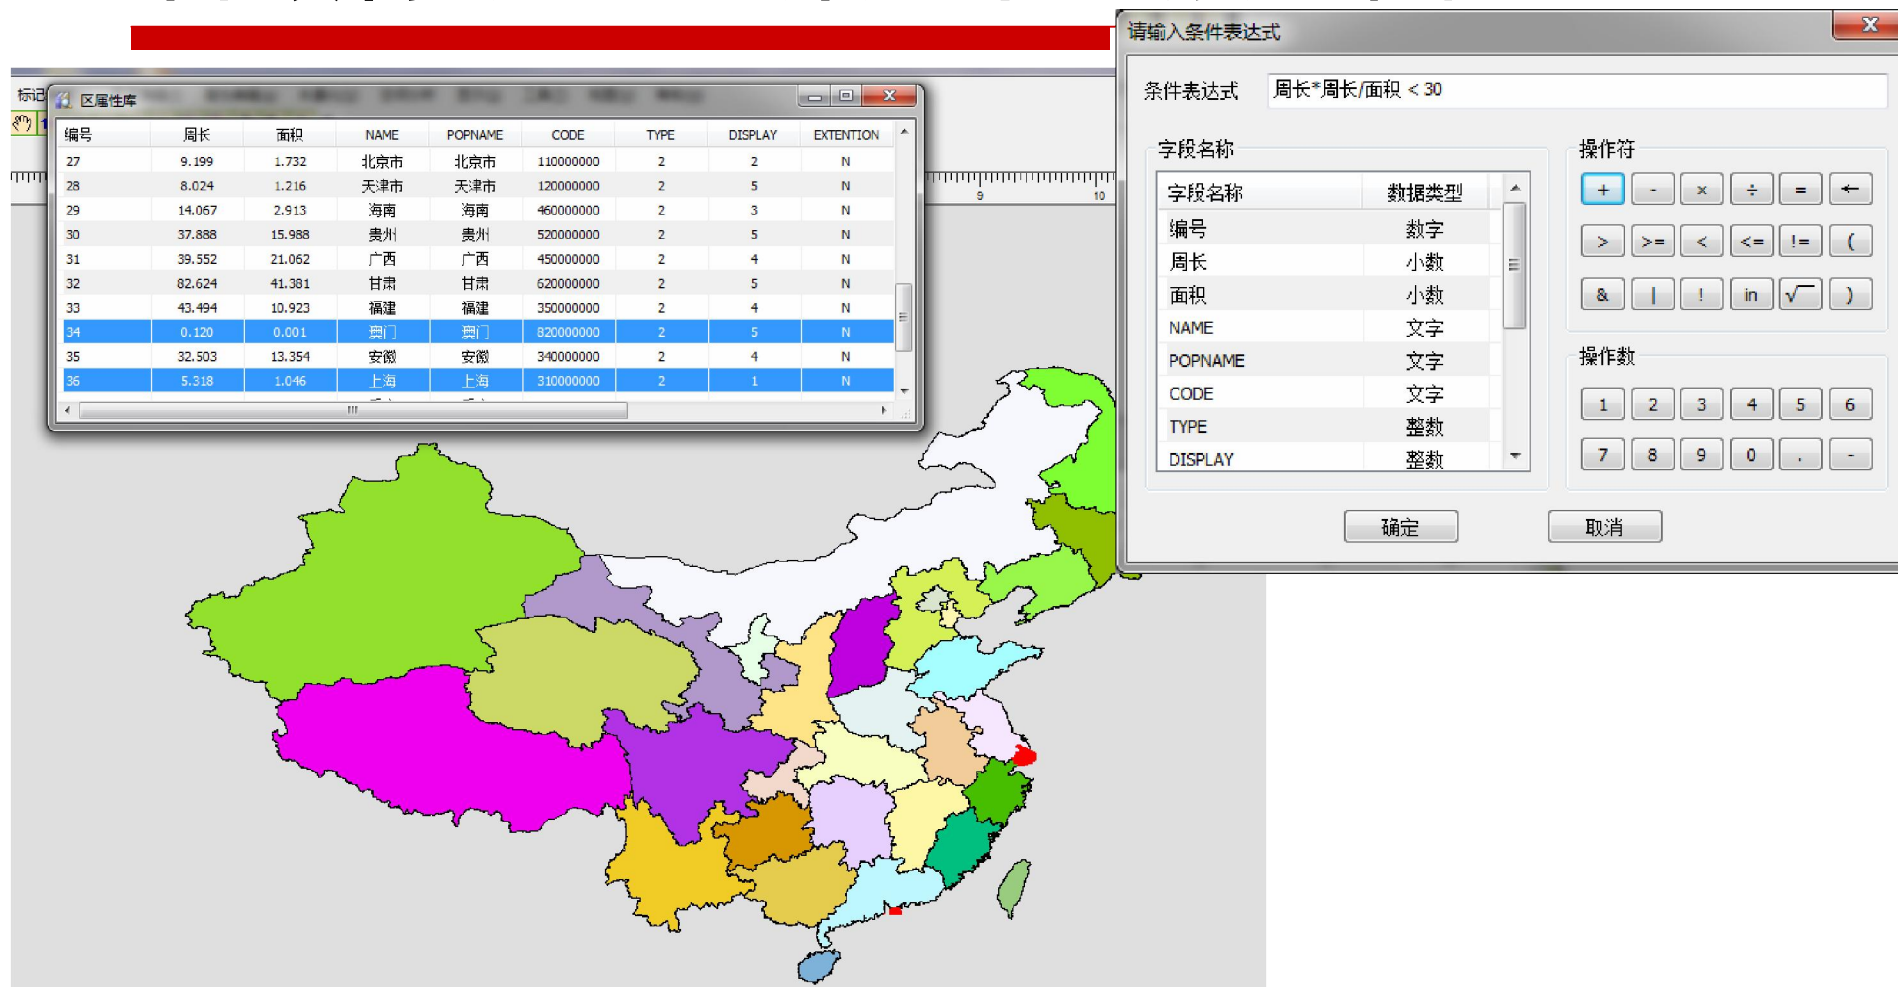 标记
区属性库
编号 周长 面积 NAME POPNAME CODE TYPE DISPLAY EXTENTION
27 9.199 1.732 北京市 北京市 110000000 2 2 N
28 8.024 1.216 天津市 天津市 120000000 2 5 N
29 14.067 2.913 海南 海南 460000000 2 3 N
30 37.888 15.988 贵州 贵州 520000000 2 5 N
31 39.552 21.062 广西 广西 450000000 2 4 N
32 82.624 41.381 甘肃 甘肃 620000000 2 5 N
33 43.494 10.923 福建 福建 350000000 2 4 N
34 0.120 0.001 澳门 澳门 820000000 2 5 N
35 32.503 13.354 安徽 安徽 340000000 2 4 N
36 5.318 1.046 上海 上海 310000000 2 1 N
9 10
请输入条件表达式
条件表达式 周长*周长/面积 < 30
字段名称
字段名称 数据类型
编号 数字
周长 小数
面积 小数
NAME 文字
POPNAME 文字
CODE 文字
TYPE 整数
DISPLAY 整数
操作符
+ - × ÷ = ←
> >= < <= != (
& | ! in √ )
操作数
1 2 3 4 5 6
7 8 9 0 . -
确定 取消